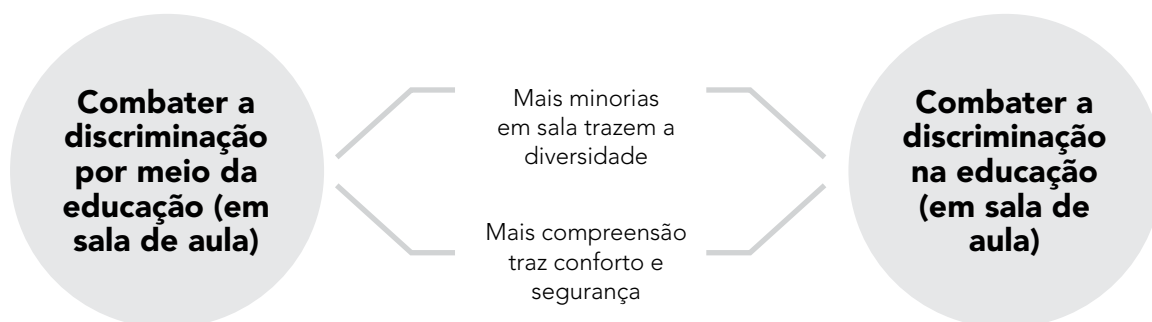 Combater a
discriminação
por meio da
educação (em
sala de aula)
Mais minorias
em sala trazem a
diversidade
Mais compreensão
traz conforto e
segurança
Combater a
discriminação
na educação
(em sala de
aula)